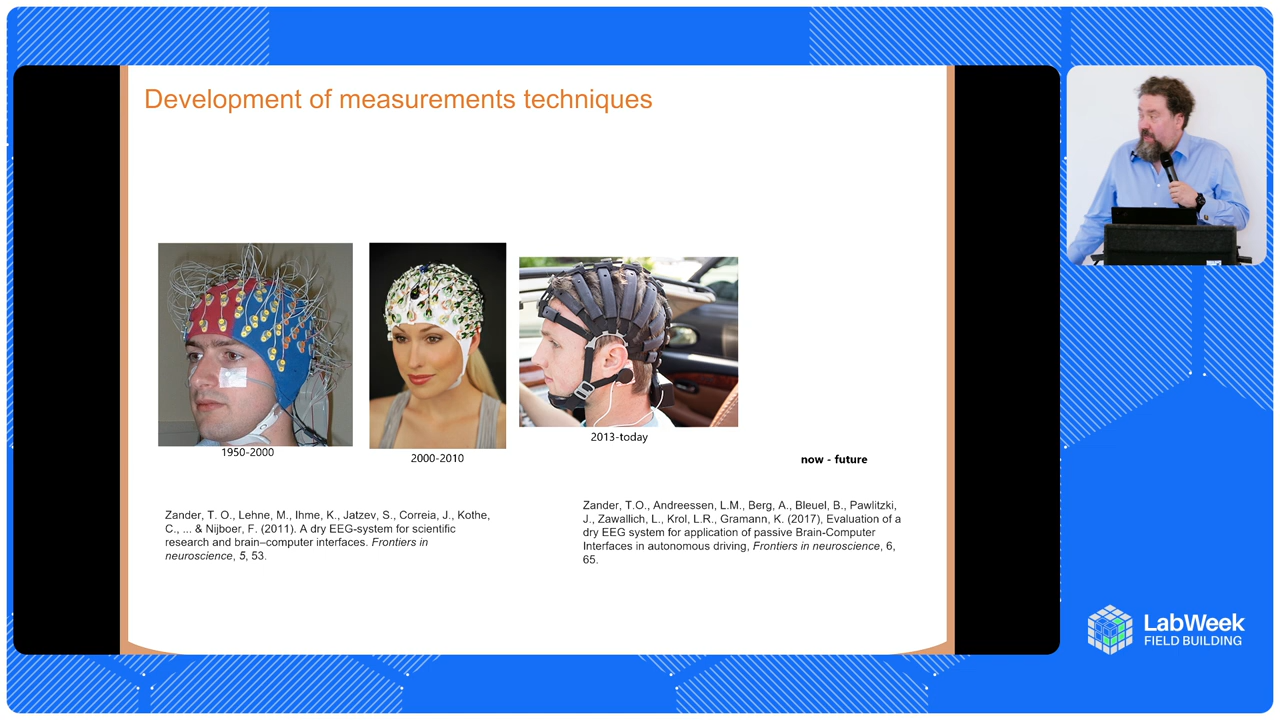 Development of measurements techniques
1950-2000
2000-2010
2013-today
now - future
Zander, T. O., Lehne, M., Ihme, K., Jatzev, S., Correia, J., Kothe,
C., ... & Nijboer, F. (2011). A dry EEG-system for scientific
research and brain–computer interfaces. Frontiers in
neuroscience, 5, 53.
Zander, T.O., Andreessen, L.M., Berg, A., Bleuel, B., Pawlitzki,
J., Zawallich, L., Krol, L.R., Gramann, K. (2017), Evaluation of a
dry EEG system for application of passive Brain-Computer
Interfaces in autonomous driving, Frontiers in neuroscience, 6,
65.
LabWeek
FIELD BUILDING